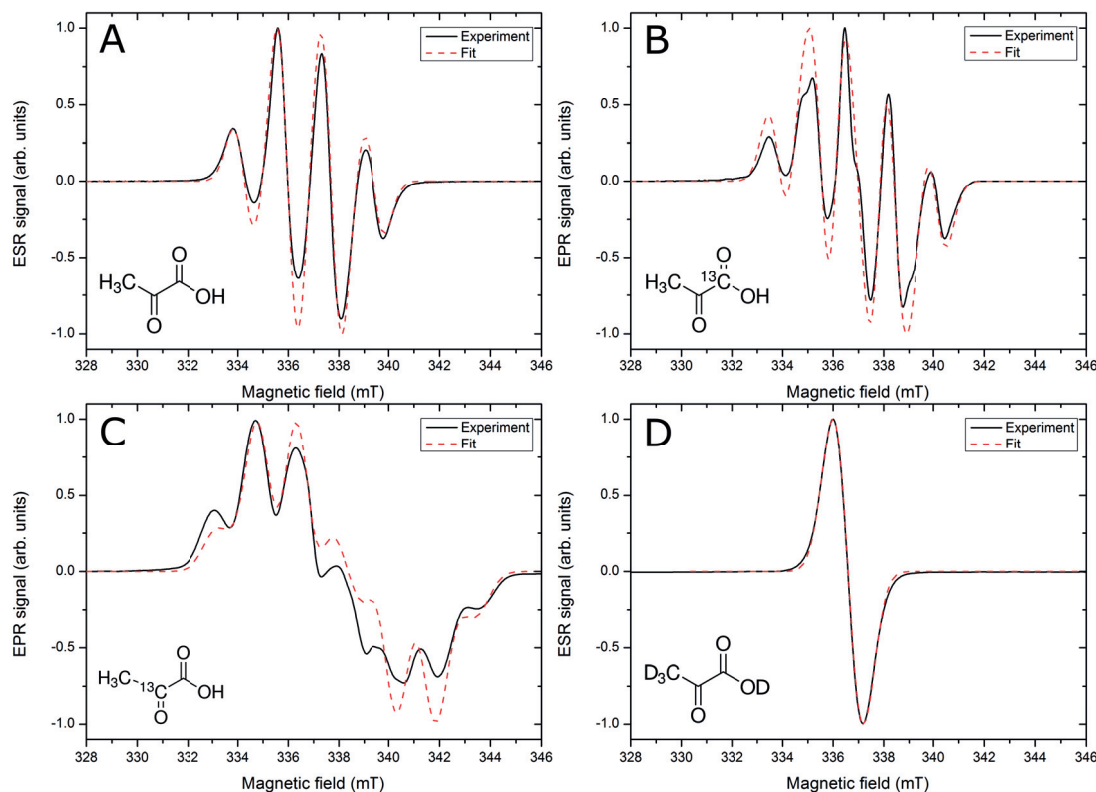 A
Experiment
Fit
ESR signal (arb. units)
1.0
0.5
0.0
-0.5
-1.0
H₃C
O
OH
O
328 330 332 334 336 338 340 342 344 346
Magnetic field (mT)
B
Experiment
Fit
EPR signal (arb. units)
1.0
0.5
0.0
-0.5
-1.0
O
H₃C
13
OH
O
328 330 332 334 336 338 340 342 344 346
Magnetic field (mT)
C
Experiment
Fit
EPR signal (arb. units)
1.0
0.5
0.0
-0.5
-1.0
O
H₃C
13
OH
O
328 330 332 334 336 338 340 342 344 346
Magnetic field (mT)
D
Experiment
Fit
ESR signal (arb. units)
1.0
0.5
0.0
-0.5
-1.0
O
D₃C
OD
O
328 330 332 334 336 338 340 342 344 346
Magnetic field (mT)